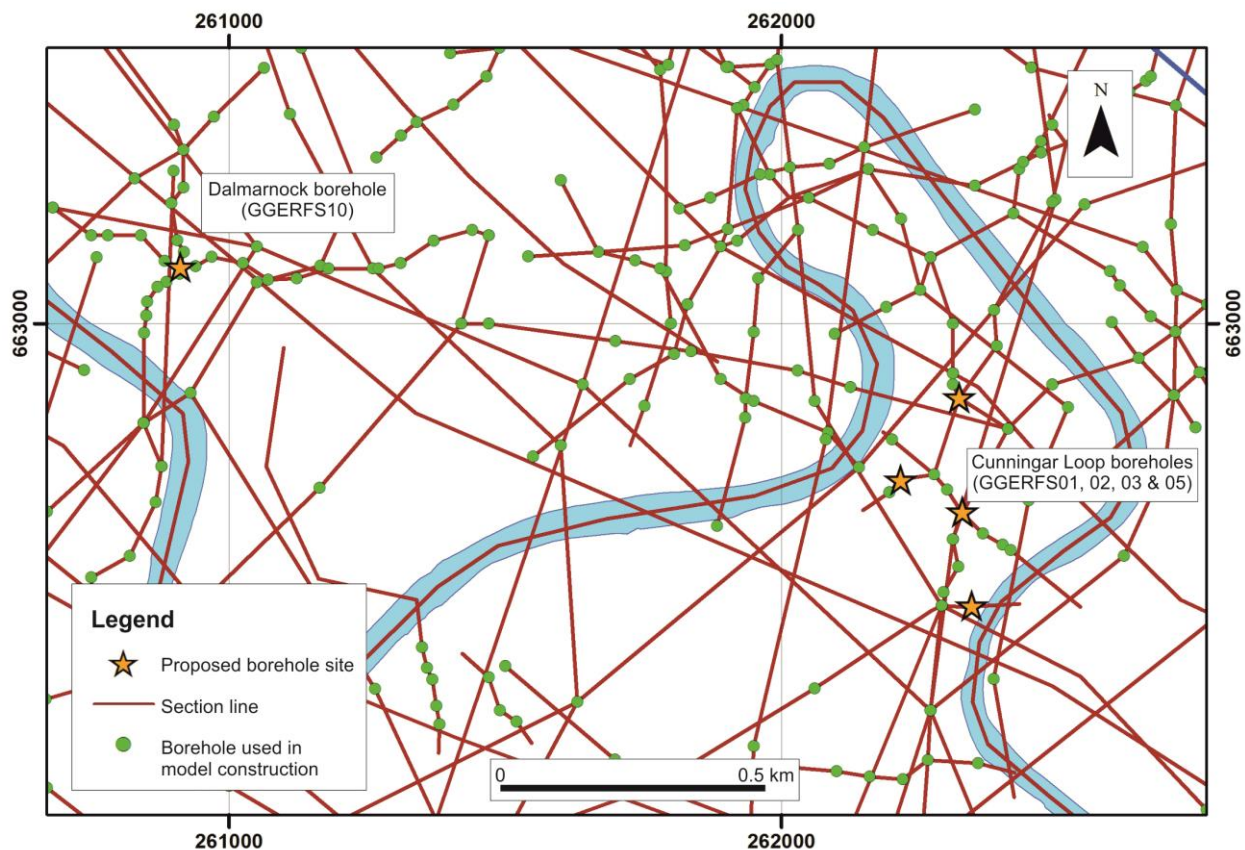 261000
262000
N
Dalmarnock borehole
(GGERFS10)
663000
663000
Cunningar Loop boreholes
(GGERFS01, 02, 03 & 05)
Legend
Proposed borehole site
Section line
Borehole used in
model construction
0
0.5 km
261000
262000